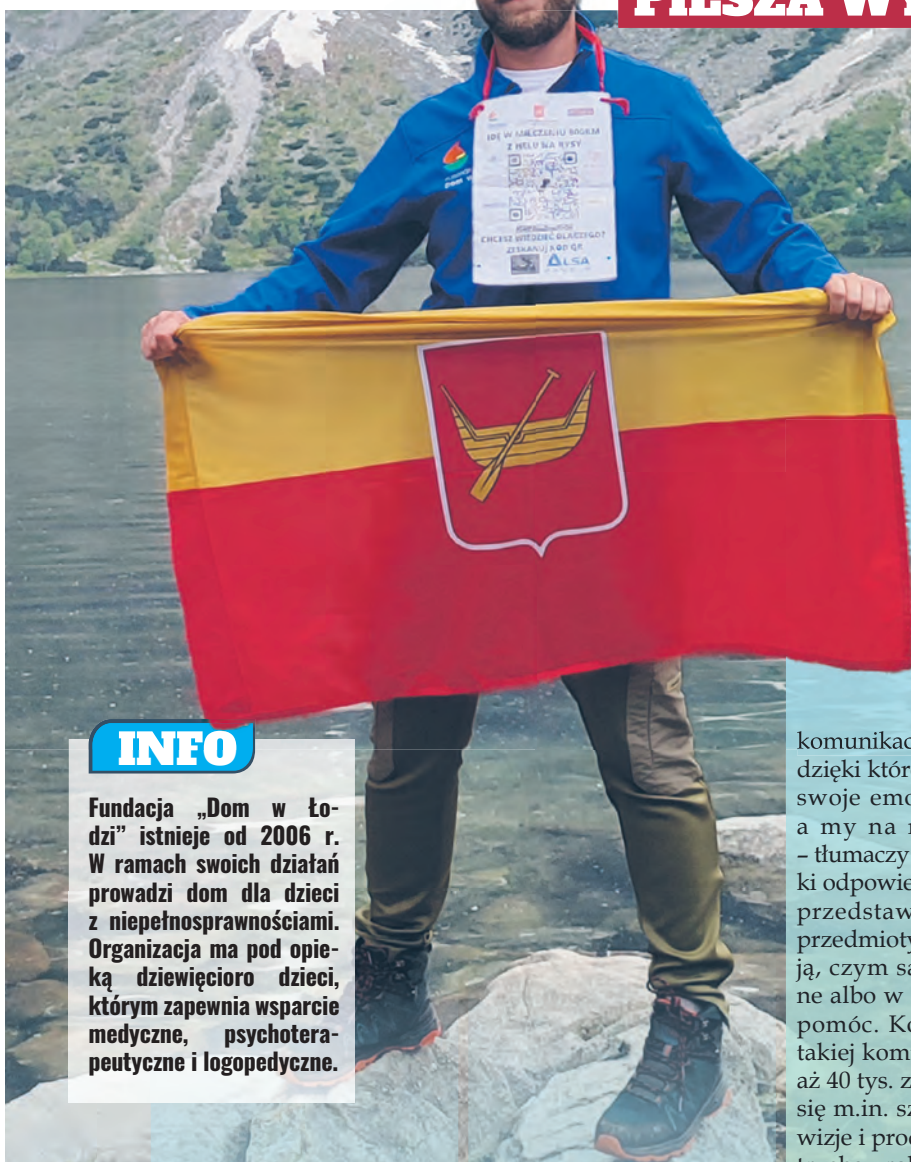 PIESZA WY
IDĘ W MILCZENIU 800KM
Z HELU NA RYSY
CHCESZ WIEDZIEĆ DLACZEGO?
ZESKANUJ KOD QR
ALSA
INFO
Fundacja „Dom w Ło-
dzi” istnieje od 2006 r.
W ramach swoich działań
prowadzi dom dla dzieci
z niepełnosprawnościami.
Organizacja ma pod opie-
ką dziewięcioro dzieci,
którym zapewnia wsparcie
medyczne, psychotera-
peutyczne i logopedyczne.
komunikac
dzięki któr
swoje emo
a my na
– tłumaczy
ki odpowie
przedstaw
przedmioty
ją, czym są
ne albo w
pomóc. Ko
takiej kom
aż 40 tys. z
się m.in. sz
wizje i proc